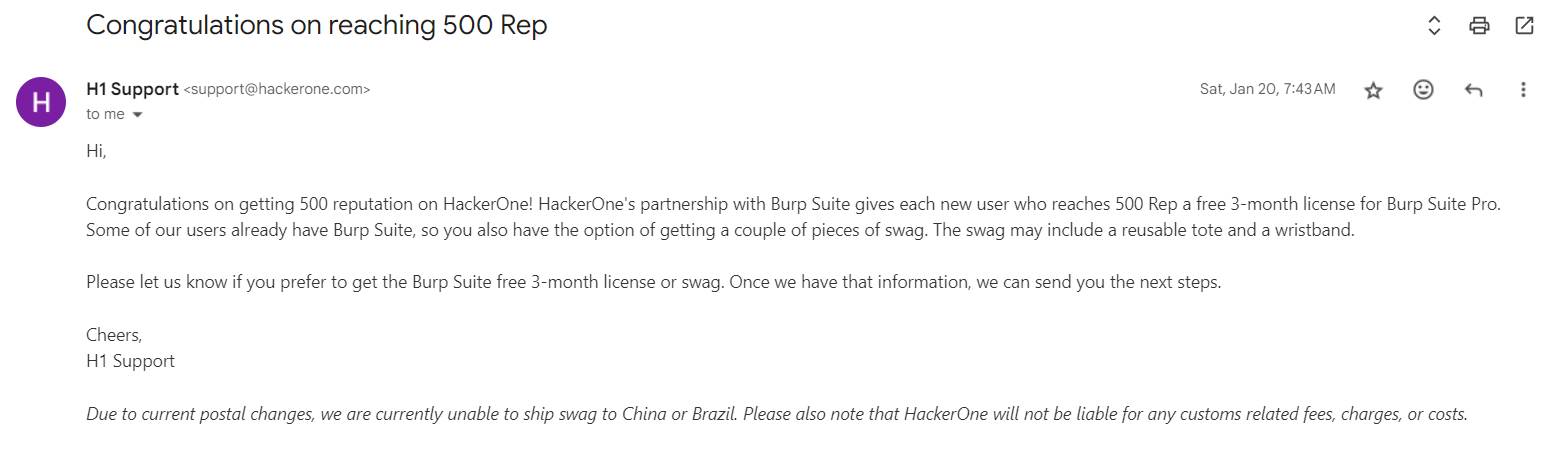 Congratulations on reaching 500 Rep
H
H1 Support <support@hackerone.com>
Sat, Jan 20, 7:43 AM
to me
Hi,
Congratulations on getting 500 reputation on HackerOne! HackerOne's partnership with Burp Suite gives each new user who reaches 500 Rep a free 3-month license for Burp Suite Pro.
Some of our users already have Burp Suite, so you also have the option of getting a couple of pieces of swag. The swag may include a reusable tote and a wristband.
Please let us know if you prefer to get the Burp Suite free 3-month license or swag. Once we have that information, we can send you the next steps.
Cheers,
H1 Support
Due to current postal changes, we are currently unable to ship swag to China or Brazil. Please also note that HackerOne will not be liable for any customs related fees, charges, or costs.